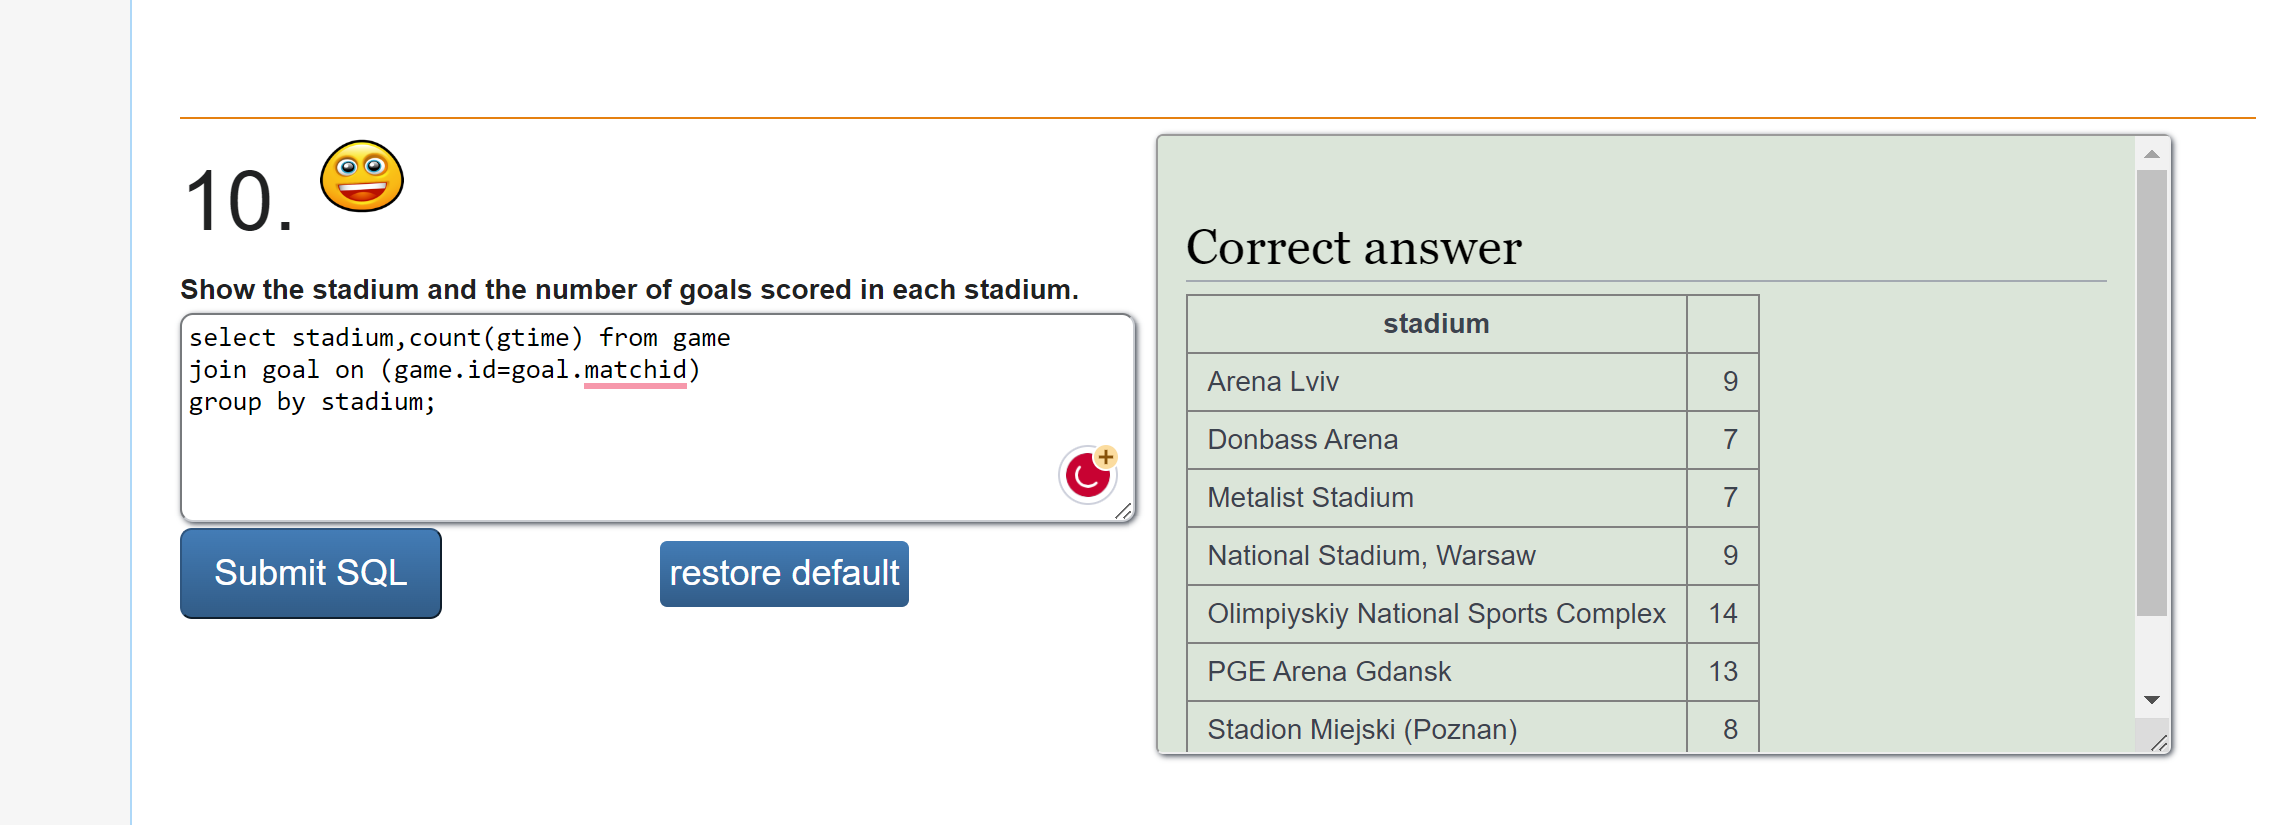 10.
Show the stadium and the number of goals scored in each stadium.
select stadium,count(gtime) from game
join goal on (game.id=goal.matchid)
group by stadium;
Submit SQL
restore default
Correct answer
stadium
Arena Lviv 9
Donbass Arena 7
Metalist Stadium 7
National Stadium, Warsaw 9
Olimpiyskiy National Sports Complex 14
PGE Arena Gdansk 13
Stadion Miejski (Poznan) 8